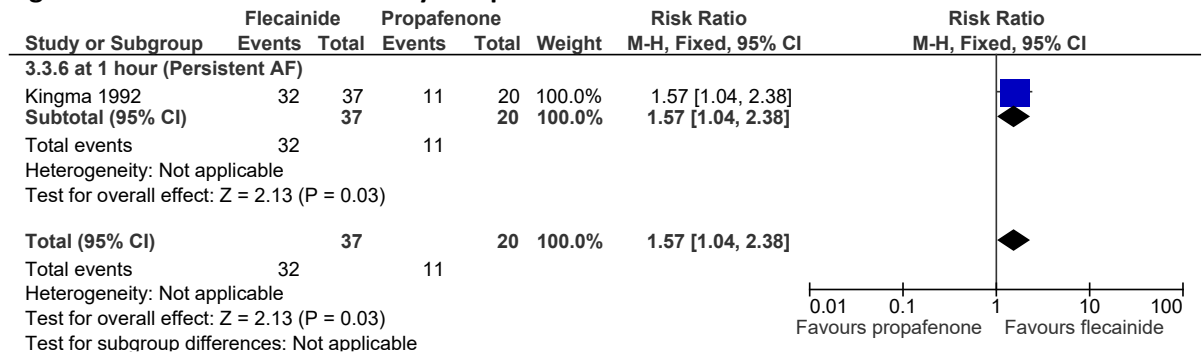 Flecainide Propafenone Risk Ratio Risk Ratio
Study or Subgroup Events Total Events Total Weight M-H, Fixed, 95% CI M-H, Fixed, 95% CI
3.3.6 at 1 hour (Persistent AF)
Kingma 1992 32 37 11 20 100.0% 1.57 [1.04, 2.38]
Subtotal (95% CI) 37 20 100.0% 1.57 [1.04, 2.38]
Total events 32 11
Heterogeneity: Not applicable
Test for overall effect: Z = 2.13 (P = 0.03)
Total (95% CI) 37 20 100.0% 1.57 [1.04, 2.38]
Total events 32 11
Heterogeneity: Not applicable
Test for overall effect: Z = 2.13 (P = 0.03)
Test for subgroup differences: Not applicable
0.01 0.1 1 10 100
Favours propafenone Favours flecainide